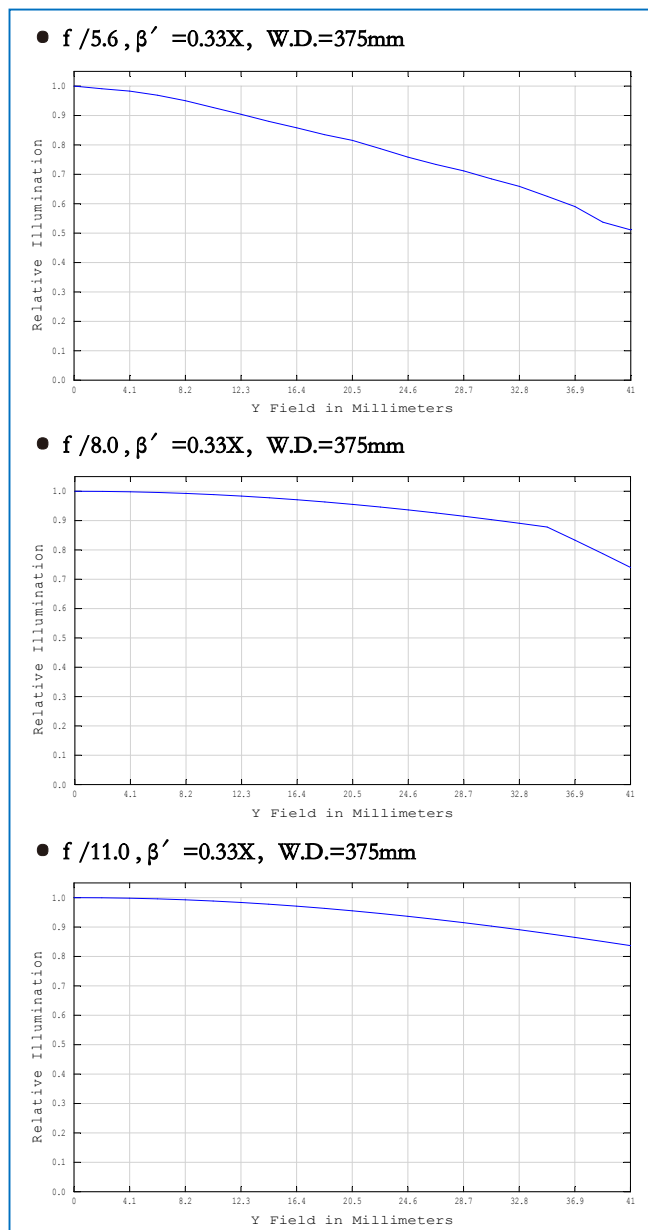 ● f /5.6 , β′ =0.33X, W.D.=375mm
Relative Illumination
1.0
0.9
0.8
0.7
0.6
0.5
0.4
0.3
0.2
0.1
0.0
0 4.1 8.2 12.3 16.4 20.5 24.6 28.7 32.8 36.9 41
Y Field in Millimeters
● f /8.0 , β′ =0.33X, W.D.=375mm
Relative Illumination
1.0
0.9
0.8
0.7
0.6
0.5
0.4
0.3
0.2
0.1
0.0
0 4.1 8.2 12.3 16.4 20.5 24.6 28.7 32.8 36.9 41
Y Field in Millimeters
● f /11.0 , β′ =0.33X, W.D.=375mm
Relative Illumination
1.0
0.9
0.8
0.7
0.6
0.5
0.4
0.3
0.2
0.1
0.0
0 4.1 8.2 12.3 16.4 20.5 24.6 28.7 32.8 36.9 41
Y Field in Millimeters